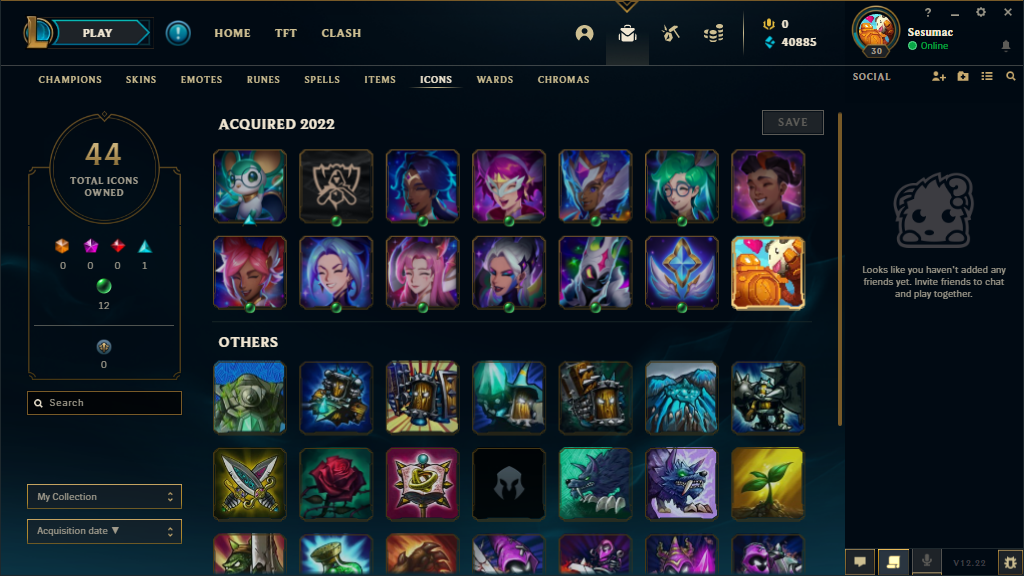 PLAY
HOME
TFT
CLASH
0
40885
30
?
Sesumac
Online
CHAMPIONS
SKINS
EMOTES
RUNES
SPELLS
ITEMS
ICONS
WARDS
CHROMAS
SOCIAL
44
TOTAL ICONS
OWNED
0
0
0
1
12
0
Search
My Collection
Acquisition date ▼
ACQUIRED 2022
SAVE
OTHERS
Looks like you haven't added any
friends yet. Invite friends to chat
and play together.
V12.22